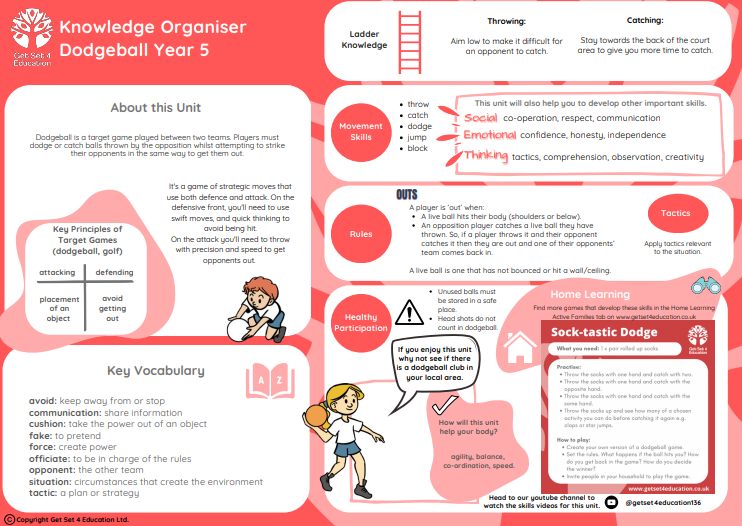 Get Set 4
Education
Knowledge Organiser
Dodgeball Year 5
Ladder
Knowledge
Throwing:
Aim low to make it difficult for
an opponent to catch.
Catching:
Stay towards the back of the court
area to give you more time to catch.
About this Unit
Dodgeball is a target game played between two teams. Players must
dodge or catch balls thrown by the opposition whilst attempting to strike
their opponents in the same way to get them out.
Key Principles of
Target Games
(dodgeball, golf)
attacking
defending
placement
of an
object
avoid
getting
out
It's a game of strategic moves that
use both defence and attack. On the
defensive front, you'll need to use
swift moves, and quick thinking to
avoid being hit.
On the attack you'll need to throw
with precision and speed to get
opponents out.
Movement
Skills
• throw
• catch
• dodge
• jump
• block
This unit will also help you to develop other important skills.
Social co-operation, respect, communication
Emotional confidence, honesty, independence
Thinking tactics, comprehension, observation, creativity
Rules
OUTS
A player is 'out' when:
• A live ball hits their body (shoulders or below).
• An opposition player catches a live ball they have
thrown. So, if a player throws it and their opponent
catches it then they are out and one of their opponents'
team comes back in.
A live ball is one that has not bounced or hit a wall/ceiling.
Tactics
Apply tactics relevant
to the situation.
Healthy
Participation
• Unused balls must
be stored in a safe
place.
• Head shots do not
count in dodgeball.
Home Learning
Find more games that develop these skills in the Home Learning
Active Families tab on www.getset4education.co.uk
Sock-tastic Dodge
Get Set 4
Education
What you need: 1 x pair rolled up socks
Practise:
• Throw the socks with one hand and catch with two.
• Throw the socks with one hand and catch with the
opposite hand.
• Throw the socks with one hand and catch with the
same hand.
• Throw the socks up and see how many of a chosen
activity you can do before catching it again e.g.
claps or star jumps.
How to play:
• Create your own version of a dodgeball game.
• Set the rules. What happens if the ball hits you? How
do you get back in the game? How do you decide
the winner?
• Invite people in your household to play the game.
www.getset4education.co.uk
Key Vocabulary
A Z
avoid: keep away from or stop
communication: share information
cushion: take the power out of an object
fake: to pretend
force: create power
officiate: to be in charge of the rules
opponent: the other team
situation: circumstances that create the environment
tactic: a plan or strategy
If you enjoy this unit
why not see if there
is a dodgeball club in
your local area.
How will this unit
help your body?
agility, balance,
co-ordination, speed.
Head to our youtube channel to
watch the skills videos for this unit.
@getset4education136
© Copyright Get Set 4 Education Ltd.